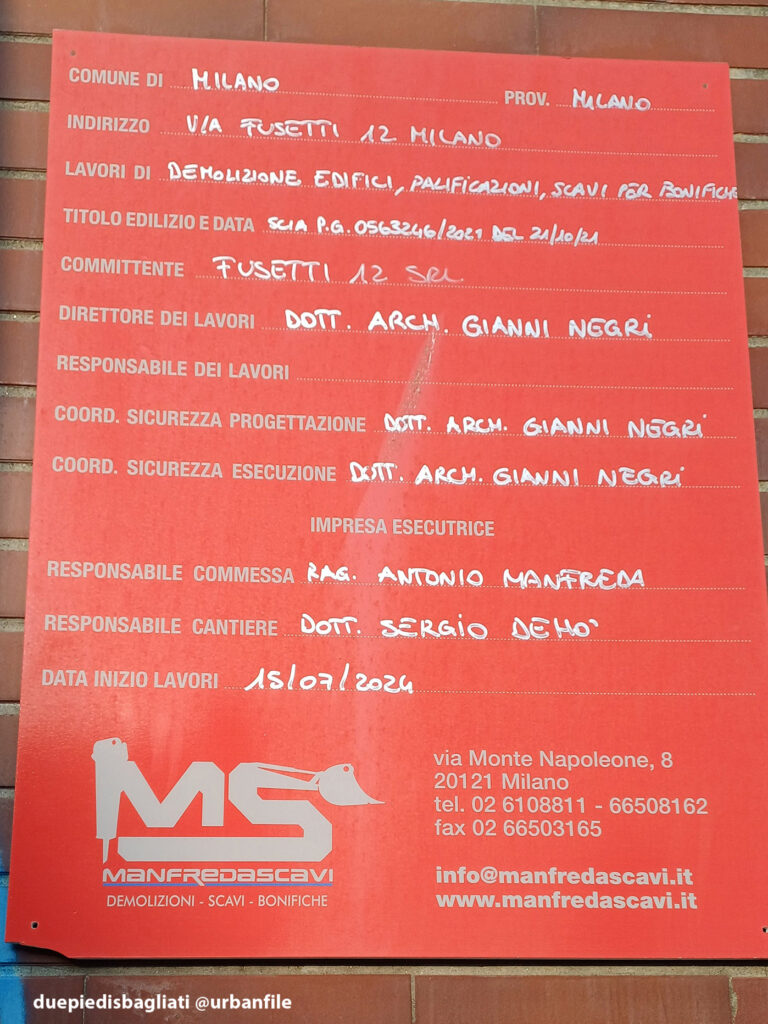 COMUNE DI MILANO PROV. MILANO
INDIRIZZO VIA FUSETTI 12 MILANO
LAVORI DI DEMOLIZIONE EDIFICI, PALIFICAZIONI, SCAVI PER BONIFICHE
TITOLO EDILIZIO E DATA SCIA P.G. 0563246/2021 DEL 21/10/21
COMMITTENTE FUSETTI 12 SRL
DIRETTORE DEI LAVORI DOTT. ARCH. GIANNI NEGRI
RESPONSABILE DEI LAVORI
COORD. SICUREZZA PROGETTAZIONE DOTT. ARCH. GIANNI NEGRI
COORD. SICUREZZA ESECUZIONE DOTT. ARCH. GIANNI NEGRI
IMPRESA ESECUTRICE
RESPONSABILE COMMESSA RAG. ANTONIO MANFREDA
RESPONSABILE CANTIERE DOTT. SERGIO DEMO'
DATA INIZIO LAVORI 15/07/2024
MS
MANFREDASCAVI
DEMOLIZIONI - SCAVI - BONIFICHE
via Monte Napoleone, 8
20121 Milano
tel. 02 6108811 - 66508162
fax 02 66503165
info@manfredascavi.it
www.manfredascavi.it
duepiedisbagliati @urbanfile